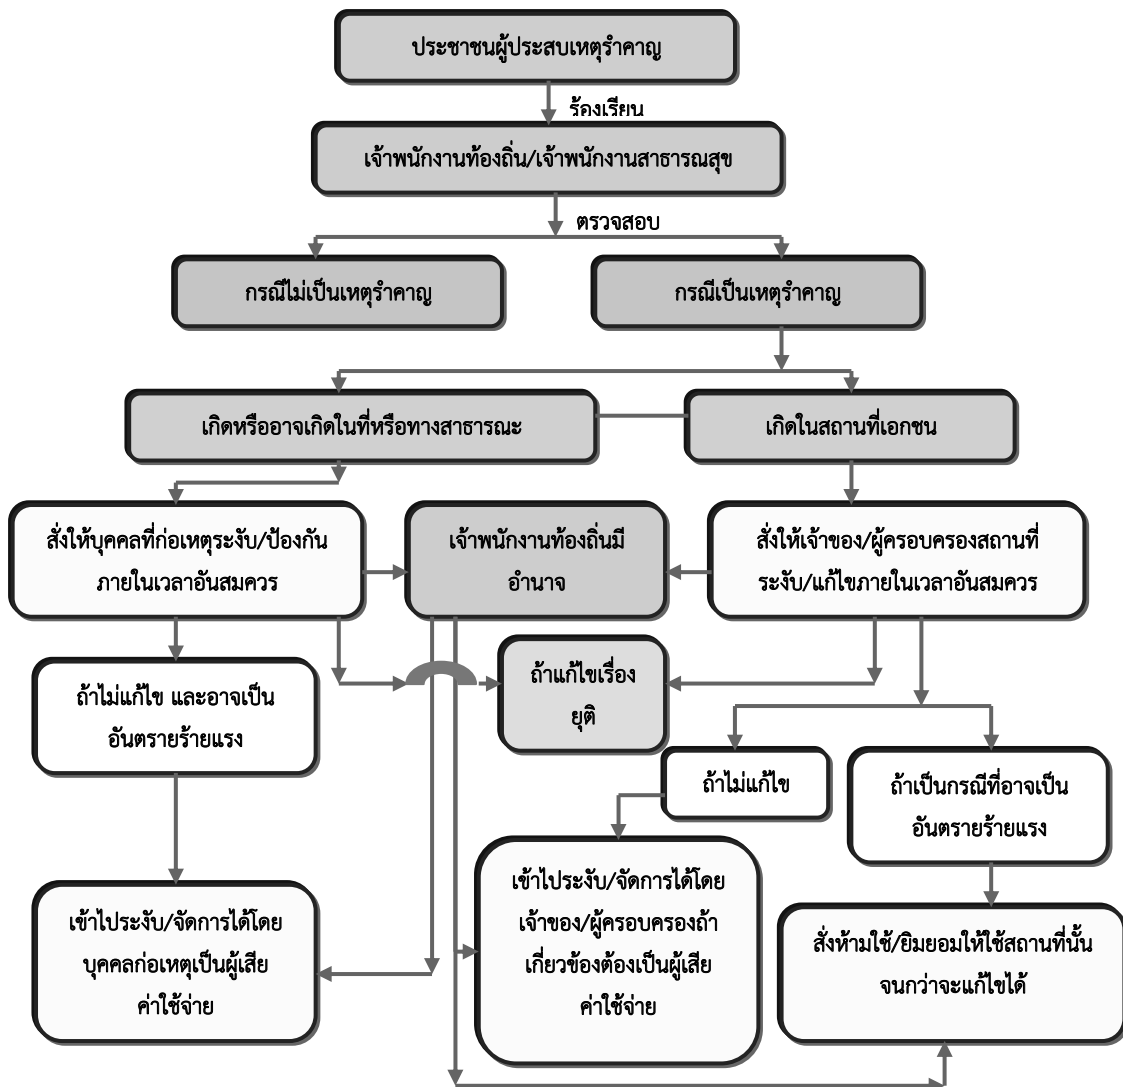 ประชาชนผู้ประสบเหตุรำคาญ
ร้องเรียน
เจ้าพนักงานท้องถิ่น/เจ้าพนักงานสาธารณสุข
ตรวจสอบ
กรณีไม่เป็นเหตุรำคาญ
กรณีเป็นเหตุรำคาญ
เกิดหรืออาจเกิดในที่หรือทางสาธารณะ
เกิดในสถานที่เอกชน
สั่งให้บุคคลที่ก่อเหตุระงับ/ป้องกัน
ภายในเวลาอันสมควร
เจ้าพนักงานท้องถิ่นมี
อำนาจ
สั่งให้เจ้าของ/ผู้ครอบครองสถานที่
ระงับ/แก้ไขภายในเวลาอันสมควร
ถ้าไม่แก้ไข และอาจเป็น
อันตรายร้ายแรง
ถ้าแก้ไขเรื่อง
ยุติ
ถ้าไม่แก้ไข
ถ้าเป็นกรณีที่อาจเป็น
อันตรายร้ายแรง
เข้าไประงับ/จัดการได้โดย
บุคคลก่อเหตุเป็นผู้เสีย
ค่าใช้จ่าย
เข้าไประงับ/จัดการได้โดย
เจ้าของ/ผู้ครอบครองถ้า
เกี่ยวข้องต้องเป็นผู้เสีย
ค่าใช้จ่าย
สั่งห้ามใช้/ยิมยอมให้ใช้สถานที่นั้น
จนกว่าจะแก้ไขได้